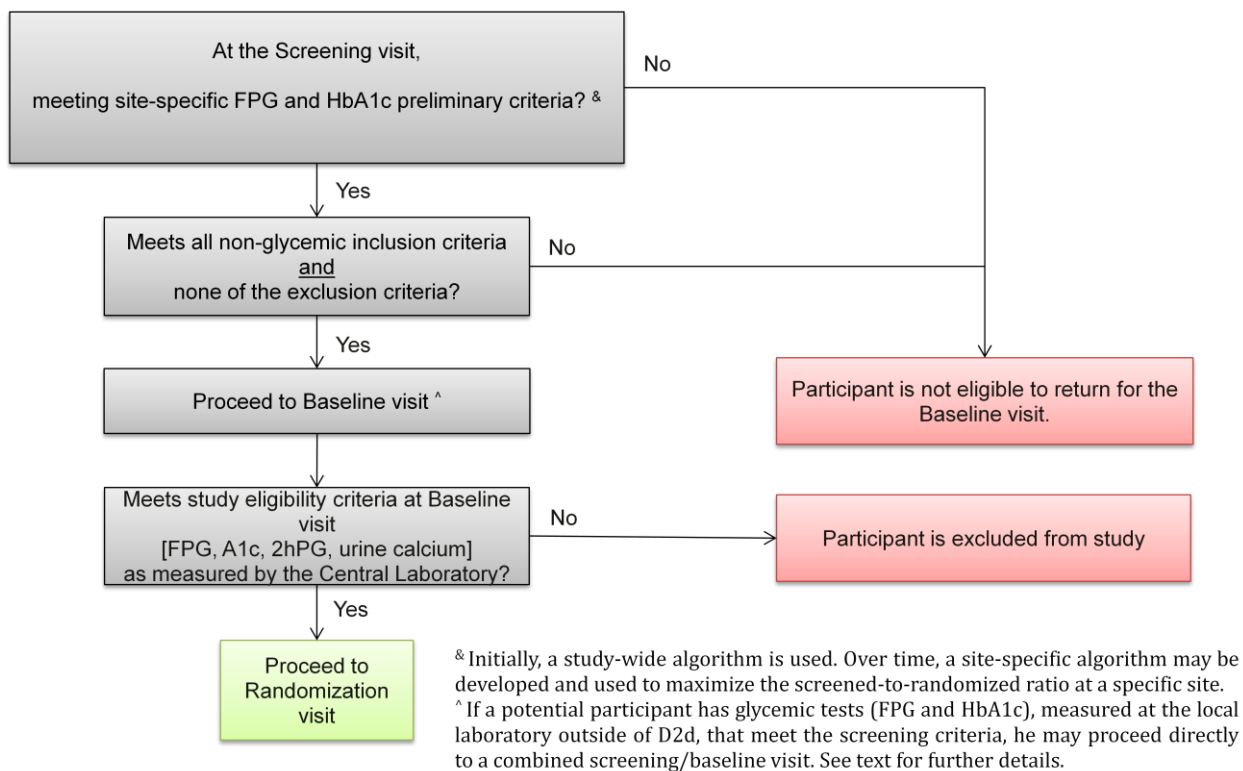 At the Screening visit,
meeting site-specific FPG and HbA1c preliminary criteria? &
No
Yes
Meets all non-glycemic inclusion criteria
and
none of the exclusion criteria?
No
Yes
Proceed to Baseline visit ^
Participant is not eligible to return for the
Baseline visit.
Meets study eligibility criteria at Baseline
visit
[FPG, A1c, 2hPG, urine calcium]
as measured by the Central Laboratory?
No
Participant is excluded from study
Yes
Proceed to
Randomization
visit
& Initially, a study-wide algorithm is used. Over time, a site-specific algorithm may be
developed and used to maximize the screened-to-randomized ratio at a specific site.
^ If a potential participant has glycemic tests (FPG and HbA1c), measured at the local
laboratory outside of D2d, that meet the screening criteria, he may proceed directly
to a combined screening/baseline visit. See text for further details.